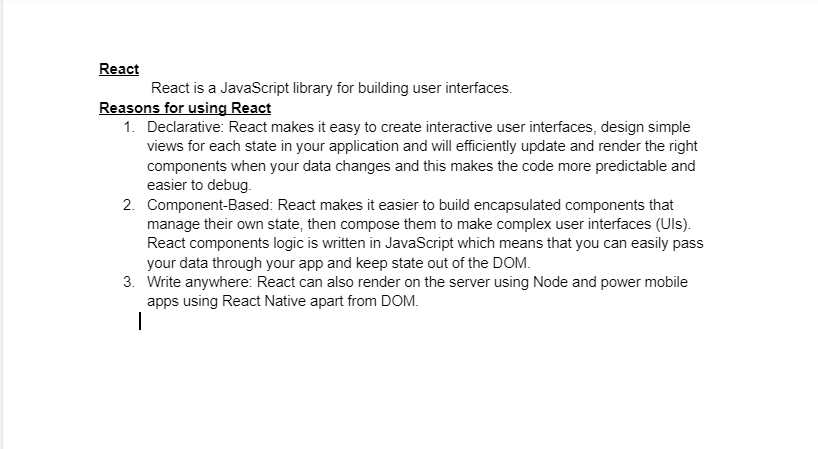 React
React is a JavaScript library for building user interfaces.
Reasons for using React
1. Declarative: React makes it easy to create interactive user interfaces, design simple
views for each state in your application and will efficiently update and render the right
components when your data changes and this makes the code more predictable and
easier to debug.
2. Component-Based: React makes it easier to build encapsulated components that
manage their own state, then compose them to make complex user interfaces (UIs).
React components logic is written in JavaScript which means that you can easily pass
your data through your app and keep state out of the DOM.
3. Write anywhere: React can also render on the server using Node and power mobile
apps using React Native apart from DOM.